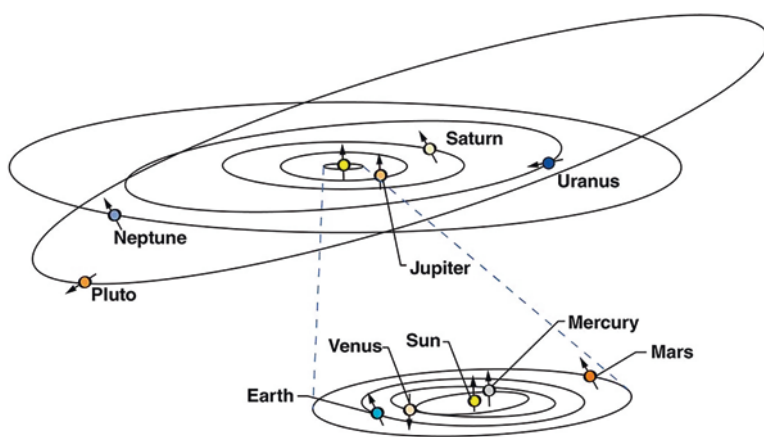 Saturn
Uranus
Neptune
Jupiter
Pluto
Mercury
Sun
Venus
Mars
Earth